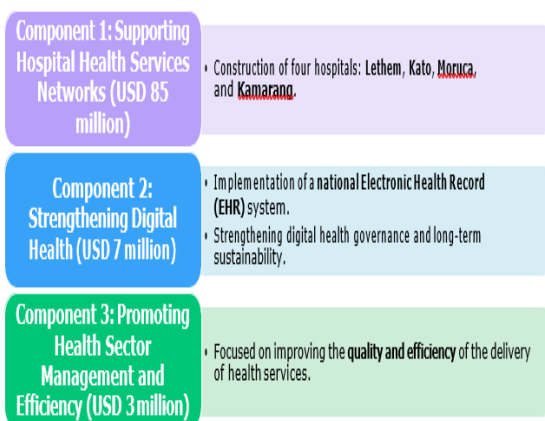 Component 1: Supporting
Hospital Health Services
Networks (USD 85
million)
• Construction of four hospitals: Lethem, Kato, Moruca,
and Kamarang.
Component 2:
Strengthening Digital
Health (USD 7 million)
• Implementation of a national Electronic Health Record
(EHR) system.
• Strengthening digital health governance and long-term
sustainability.
Component 3: Promoting
Health Sector
Management and
Efficiency (USD 3 million)
• Focused on improving the quality and efficiency of the delivery
of health services.